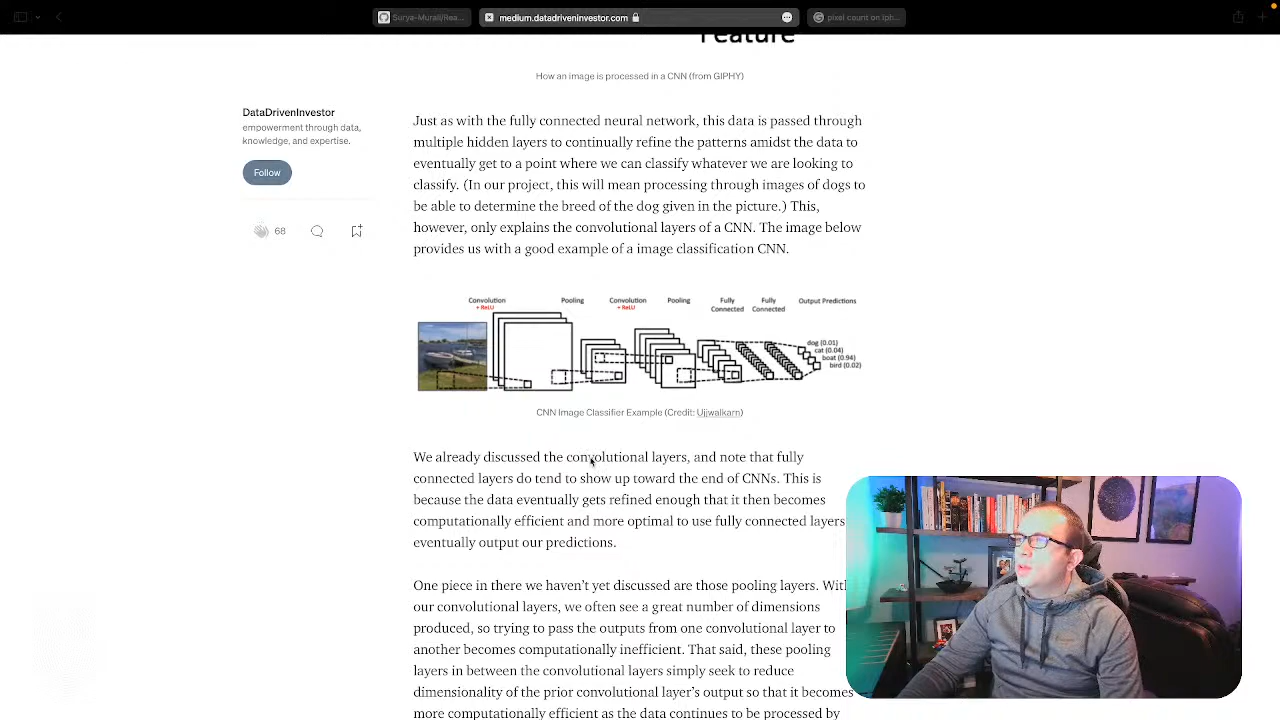 Surya-Murali/Rea...
medium.datadriveninvestor.com
pixel count on iph...
Feature
How an image is processed in a CNN (from GIPHY)
DataDrivenInvestor
empowerment through data,
knowledge, and expertise.
Follow
68
Just as with the fully connected neural network, this data is passed through
multiple hidden layers to continually refine the patterns amidst the data to
eventually get to a point where we can classify whatever we are looking to
classify. (In our project, this will mean processing through images of dogs to
be able to determine the breed of the dog given in the picture.) This,
however, only explains the convolutional layers of a CNN. The image below
provides us with a good example of a image classification CNN.
Convolution
+ ReLU
Pooling
Convolution
+ ReLU
Pooling
Fully
Connected
Fully
Connected
Output Predictions
dog (0.01)
cat (0.04)
boat (0.94)
bird (0.02)
CNN Image Classifier Example (Credit: Ujjwalkarn)
We already discussed the convolutional layers, and note that fully
connected layers do tend to show up toward the end of CNNs. This is
because the data eventually gets refined enough that it then becomes
computationally efficient and more optimal to use fully connected layers
eventually output our predictions.
One piece in there we haven't yet discussed are those pooling layers. With
our convolutional layers, we often see a great number of dimensions
produced, so trying to pass the outputs from one convolutional layer to
another becomes computationally inefficient. That said, these pooling
layers in between the convolutional layers simply seek to reduce
dimensionality of the prior convolutional layer's output so that it becomes
more computationally efficient as the data continues to be processed by